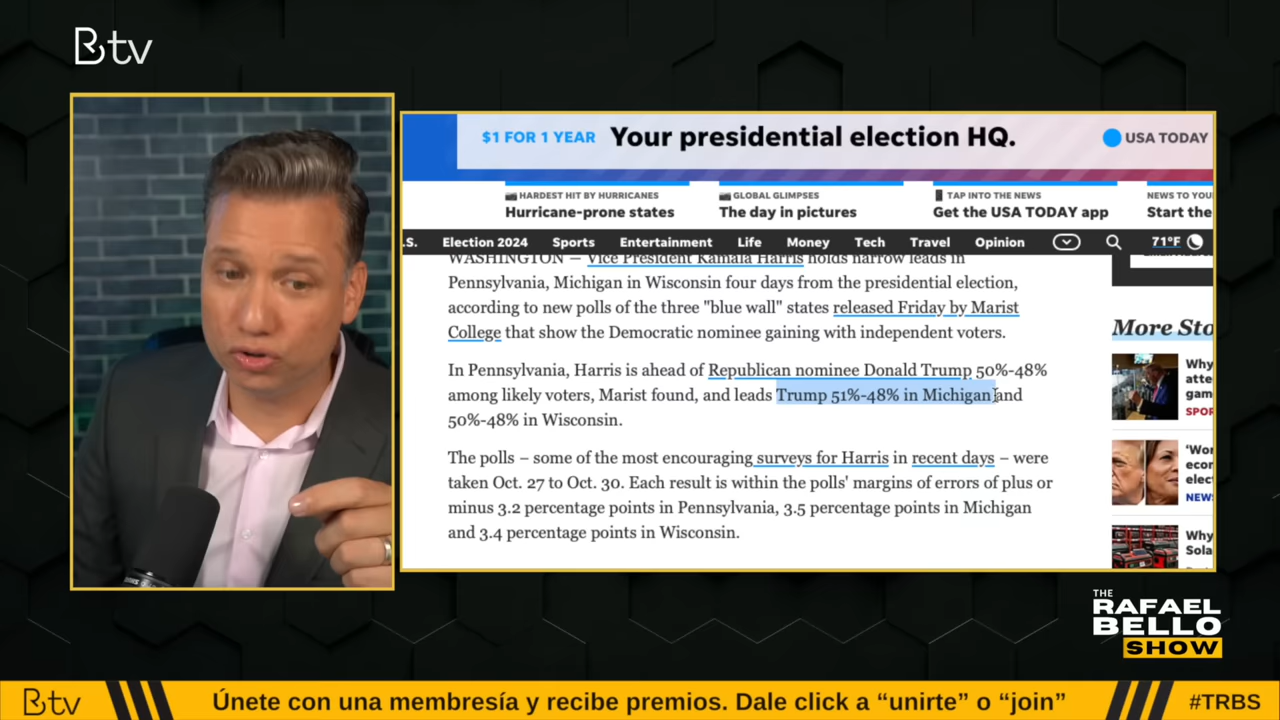 Btv
$1 FOR 1 YEAR Your presidential election HQ. USA TODAY
HARDEST HIT BY HURRICANES
Hurricane-prone states
GLOBAL GLIMPSES
The day in pictures
TAP INTO THE NEWS
Get the USA TODAY app
NEWS TO YOU
Start the
.S. Election 2024 Sports Entertainment Life Money Tech Travel Opinion 71°F
WASHINGTON – Vice President Kamala Harris holds narrow leads in
Pennsylvania, Michigan in Wisconsin four days from the presidential election,
according to new polls of the three "blue wall" states released Friday by Marist
College that show the Democratic nominee gaining with independent voters.
In Pennsylvania, Harris is ahead of Republican nominee Donald Trump 50%-48%
among likely voters, Marist found, and leads Trump 51%-48% in Michigan and
50%-48% in Wisconsin.
The polls – some of the most encouraging surveys for Harris in recent days – were
taken Oct. 27 to Oct. 30. Each result is within the polls' margins of errors of plus or
minus 3.2 percentage points in Pennsylvania, 3.5 percentage points in Michigan
and 3.4 percentage points in Wisconsin.
More Sto
Why
atte
gam
SPOR
'Wor
econ
elect
NEWS
Why
Sola
THE
RAFAEL
BELLO
SHOW
Btv Únete con una membresía y recibe premios. Dale click a “unirte” o “join” #TRBS